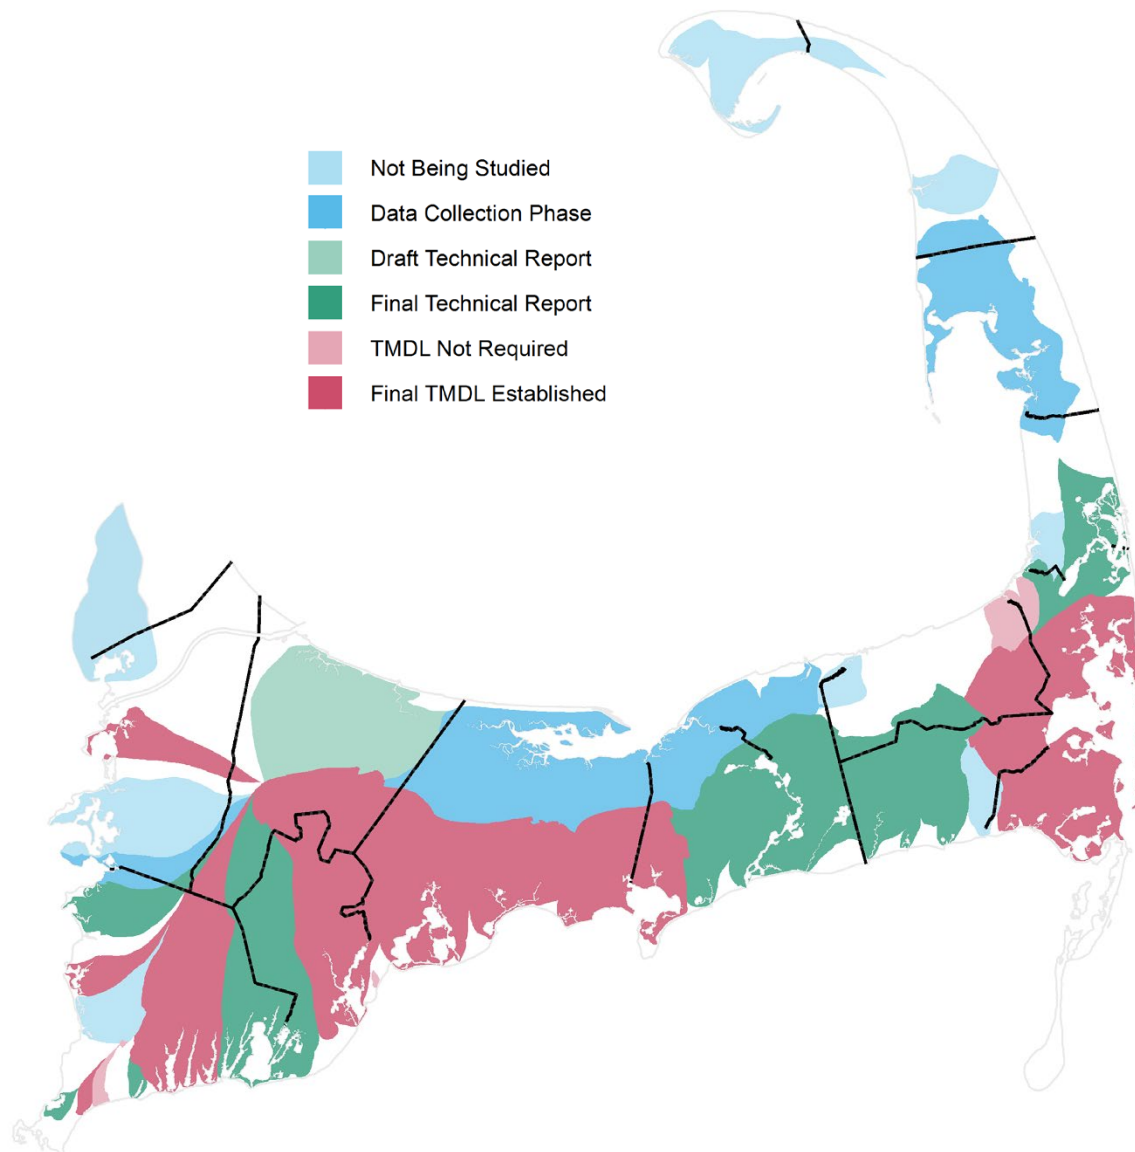 Not Being Studied
Data Collection Phase
Draft Technical Report
Final Technical Report
TMDL Not Required
Final TMDL Established